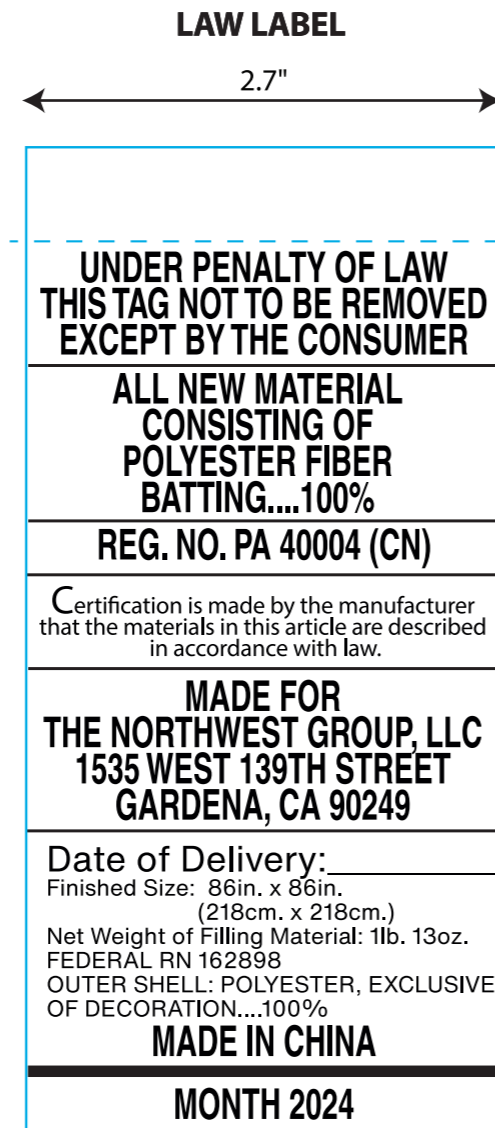 LAW LABEL
2.7"
UNDER PENALTY OF LAW
THIS TAG NOT TO BE REMOVED
EXCEPT BY THE CONSUMER
ALL NEW MATERIAL
CONSISTING OF
POLYESTER FIBER
BATTING....100%
REG. NO. PA 40004 (CN)
Certification is made by the manufacturer
that the materials in this article are described
in accordance with law.
MADE FOR
THE NORTHWEST GROUP, LLC
1535 WEST 139TH STREET
GARDENA, CA 90249
Date of Delivery:__________
Finished Size: 86in. x 86in.
(218cm. x 218cm.)
Net Weight of Filling Material: 1lb. 13oz.
FEDERAL RN 162898
OUTER SHELL: POLYESTER, EXCLUSIVE
OF DECORATION....100%
MADE IN CHINA
MONTH 2024